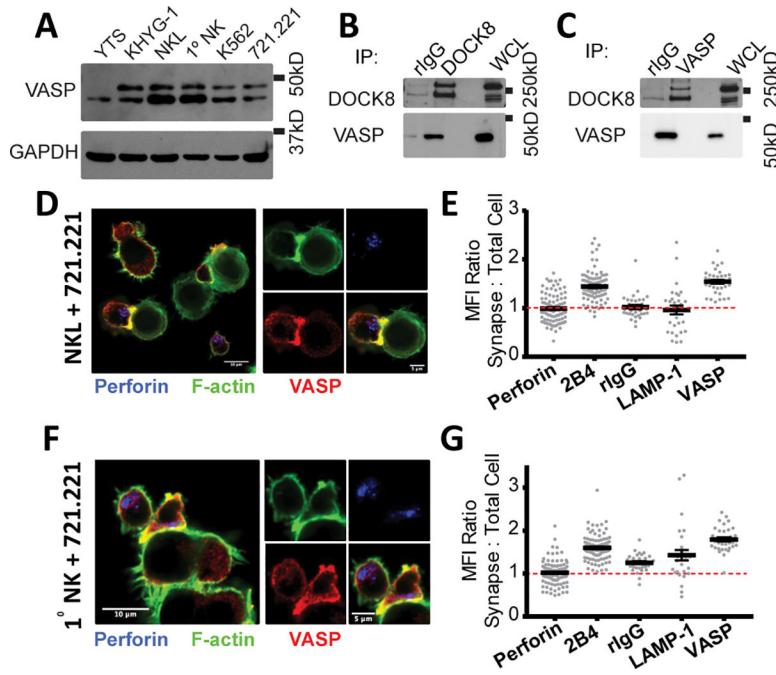 A
YTS
KHYG-1
NKL
1º NK
K562
721.221
VASP
50kD
GAPDH
37kD
B
IP:
rIgG
DOCK8
WCL
DOCK8
250kD
VASP
50kD
C
IP:
rIgG
VASP
WCL
DOCK8
250kD
VASP
50kD
D
NKL + 721.221
10 µm
5 µm
Perforin F-actin VASP
E
MFI Ratio
Synapse : Total Cell
3
2
1
0
Perforin
2B4
rIgG
LAMP-1
VASP
F
1º NK + 721.221
10 µm
5 µm
Perforin F-actin VASP
G
MFI Ratio
Synapse : Total Cell
3
2
1
0
Perforin
2B4
rIgG
LAMP-1
VASP